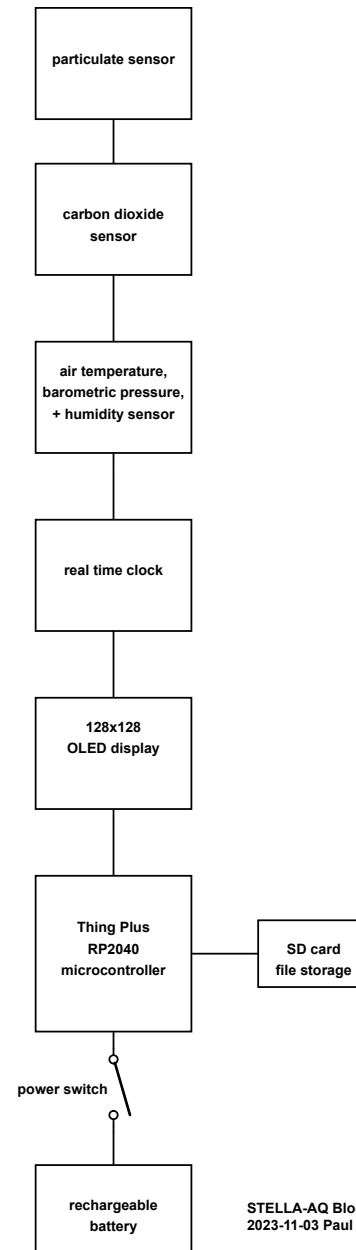 particulate sensor
carbon dioxide
sensor
air temperature,
barometric pressure,
+ humidity sensor
real time clock
128x128
OLED display
Thing Plus
RP2040
microcontroller
SD card
file storage
power switch
rechargeable
battery
STELLA-AQ Blo
2023-11-03 Paul